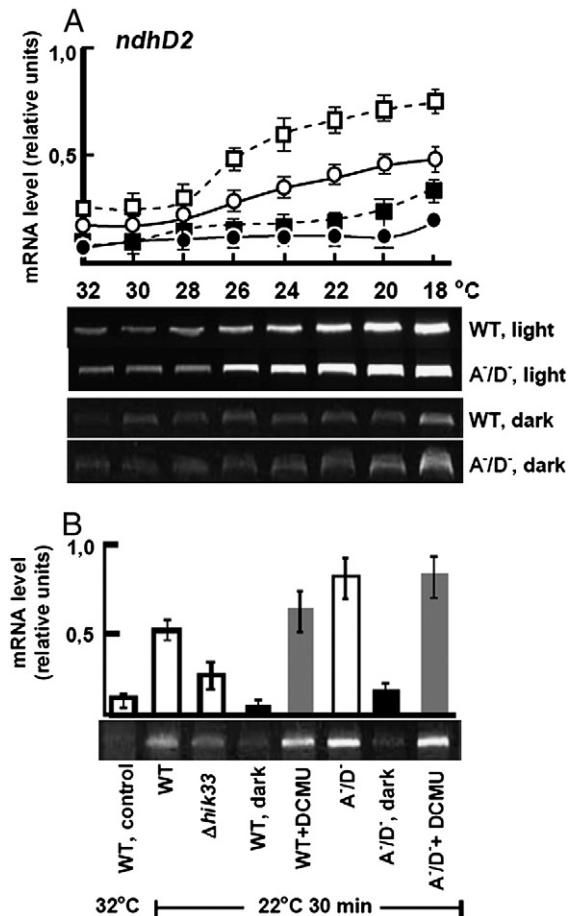 A
ndhD2
mRNA level (relative units)
1,0
0,5
32 30 28 26 24 22 20 18 °C
WT, light
A⁻/D⁻, light
WT, dark
A⁻/D⁻, dark
B
mRNA level
(relative units)
1,0
0,5
WT, control
WT
Δhik33
WT, dark
WT+DCMU
A⁻/D⁻
A⁻/D⁻, dark
A⁻/D⁻+ DCMU
32°C
22°C 30 min